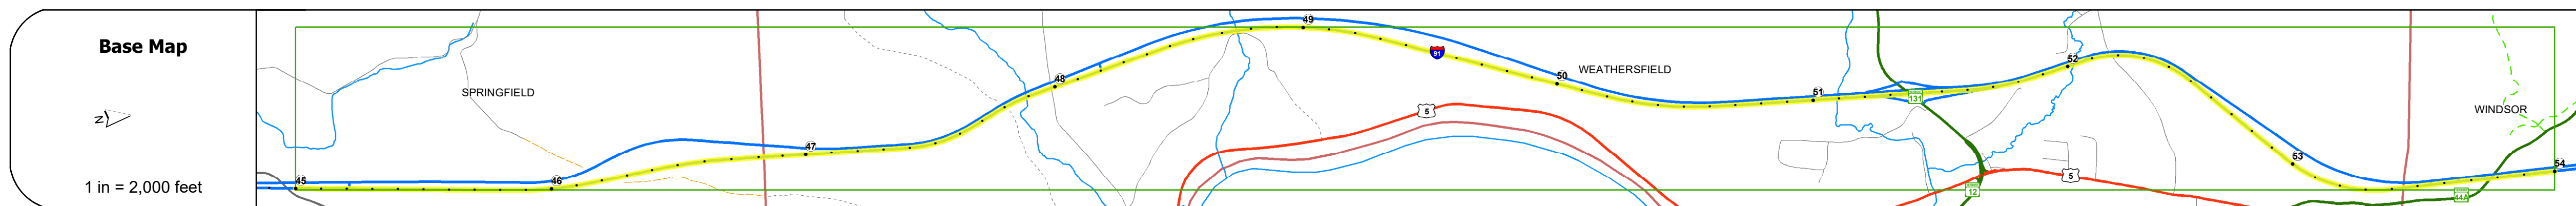 Base Map
N
1 in = 2,000 feet
SPRINGFIELD
WEATHERSFIELD
WINDSOR
45
46
47
48
49
50
51
52
53
54
91
5
131
12
5
44A